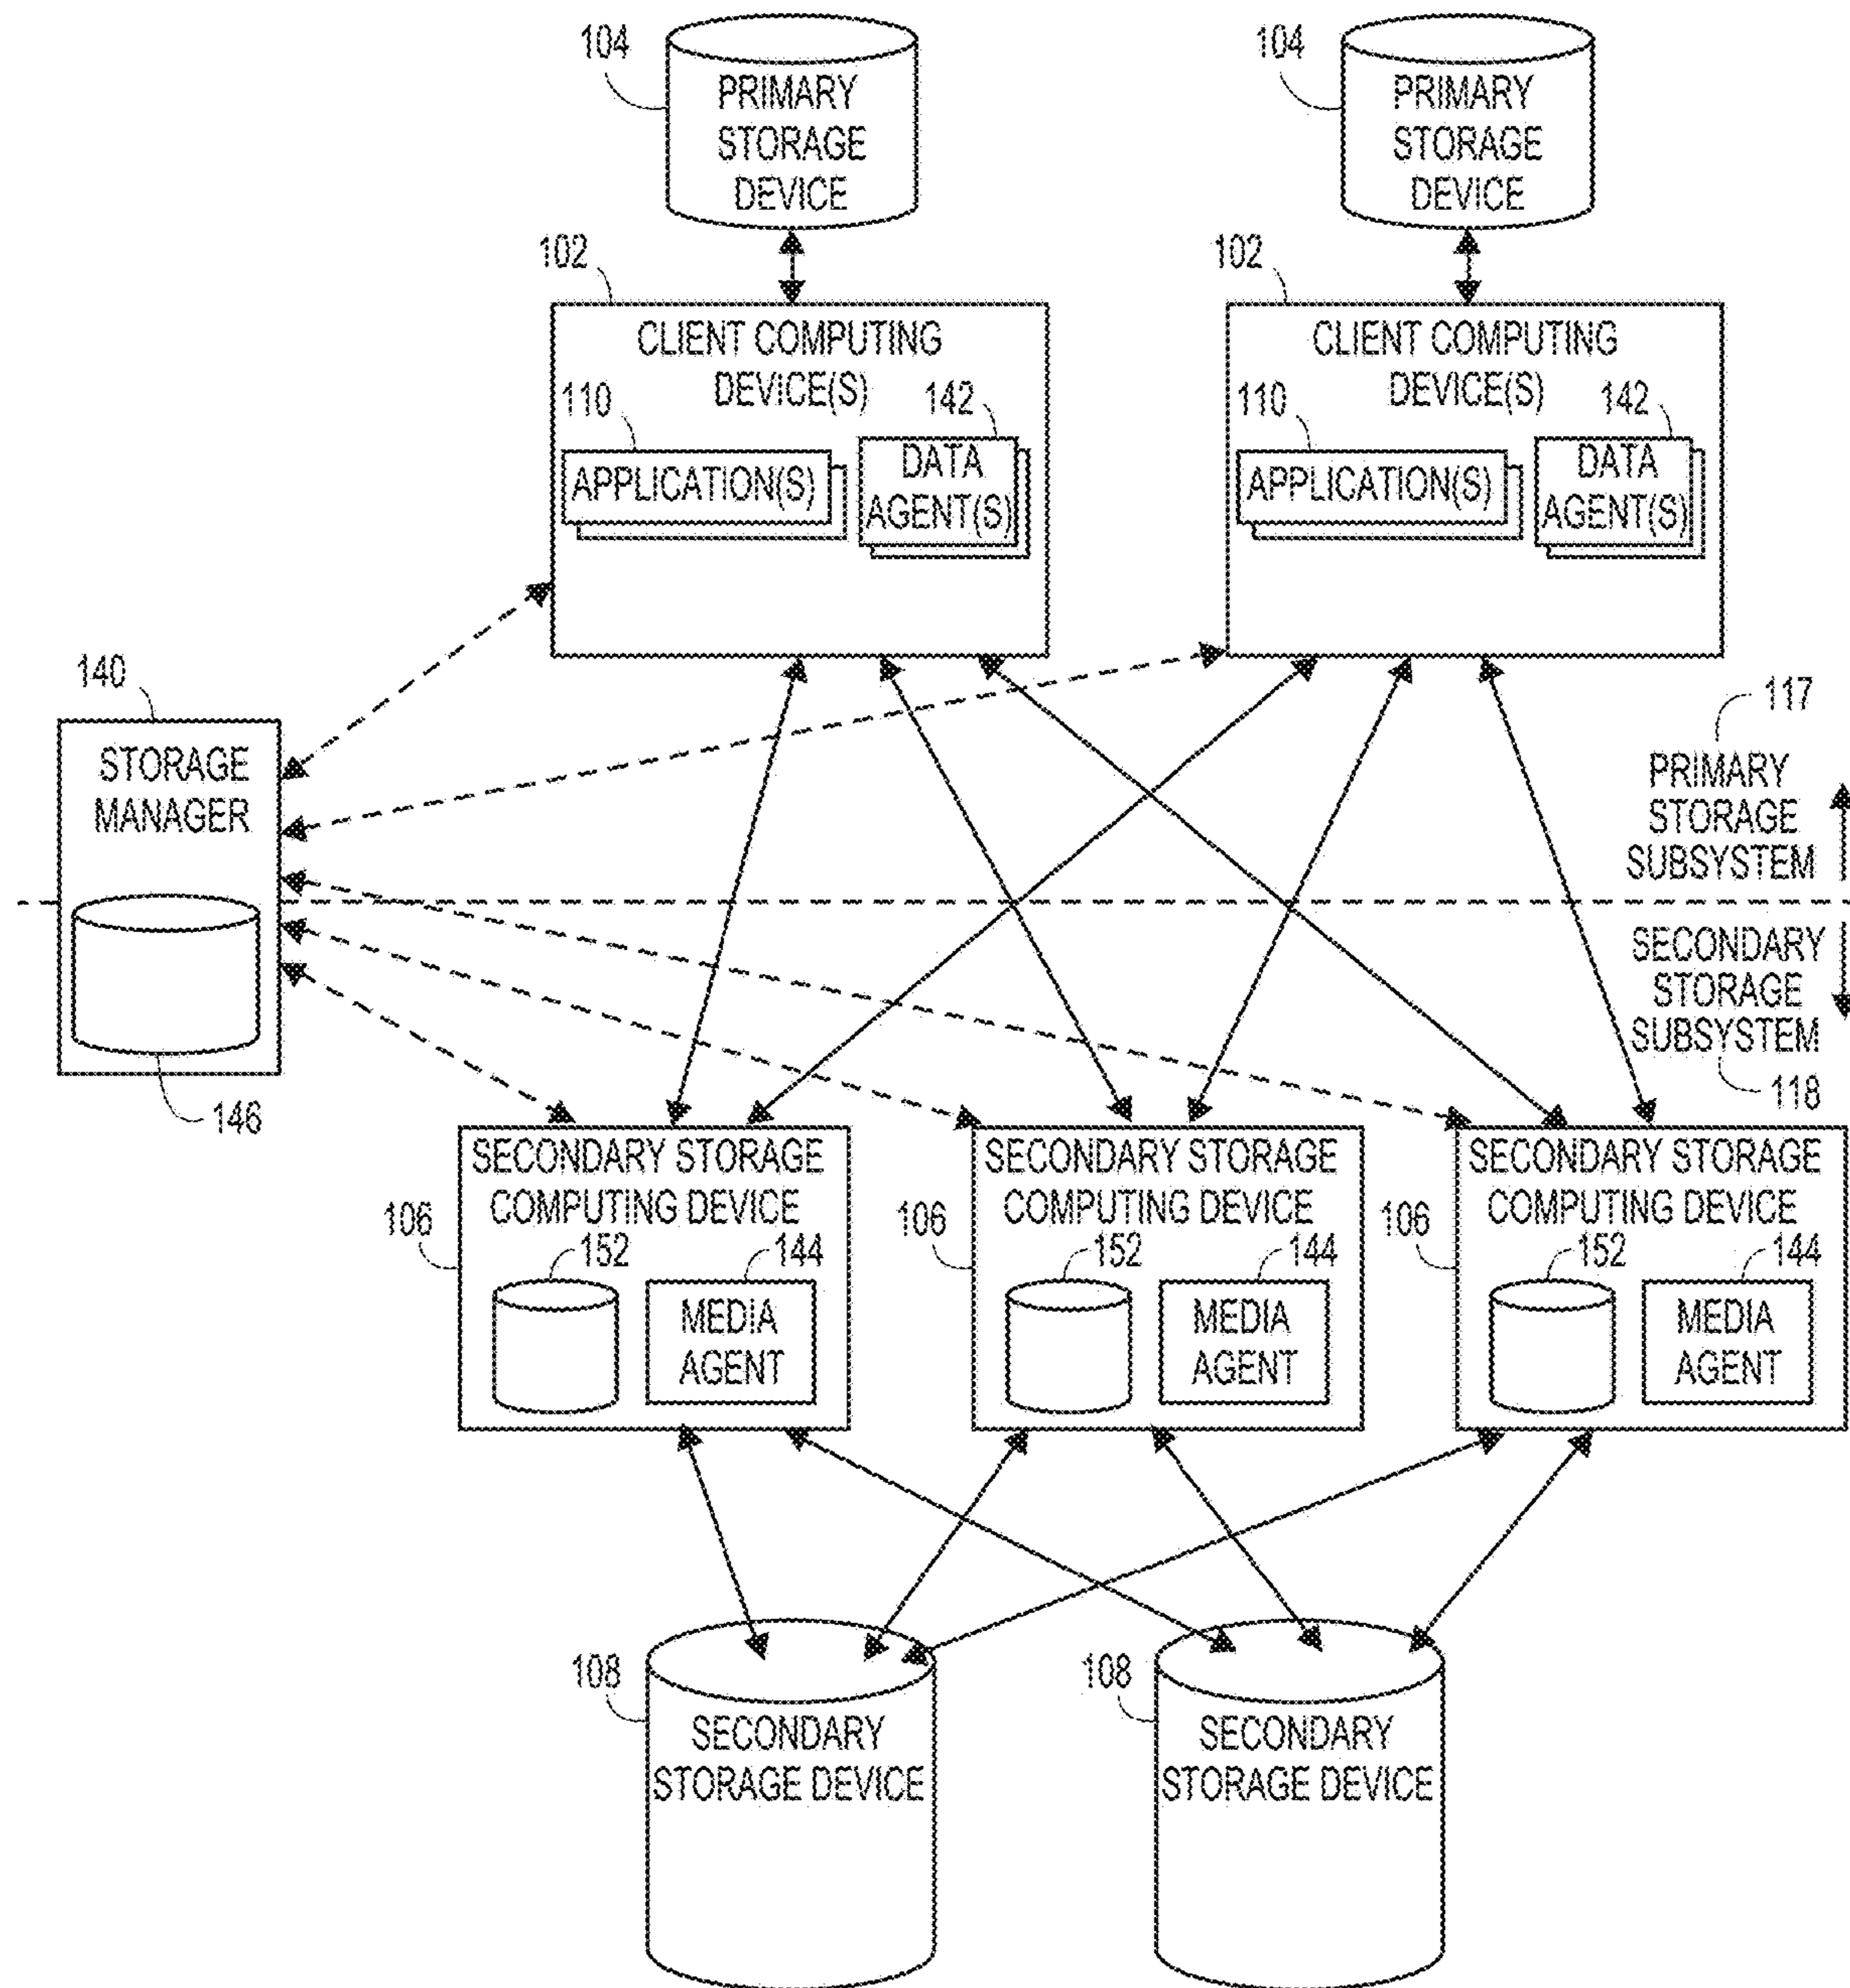 104
PRIMARY
STORAGE
DEVICE
104
PRIMARY
STORAGE
DEVICE
102
CLIENT COMPUTING
DEVICE(S)
110
142
APPLICATION(S)
DATA
AGENT(S)
102
CLIENT COMPUTING
DEVICE(S)
110
142
APPLICATION(S)
DATA
AGENT(S)
140
STORAGE
MANAGER
146
117
PRIMARY
STORAGE
SUBSYSTEM
SECONDARY
STORAGE
SUBSYSTEM
118
SECONDARY STORAGE
COMPUTING DEVICE
106
152
144
MEDIA
AGENT
SECONDARY STORAGE
COMPUTING DEVICE
106
152
144
MEDIA
AGENT
SECONDARY STORAGE
COMPUTING DEVICE
106
152
144
MEDIA
AGENT
108
SECONDARY
STORAGE DEVICE
108
SECONDARY
STORAGE DEVICE